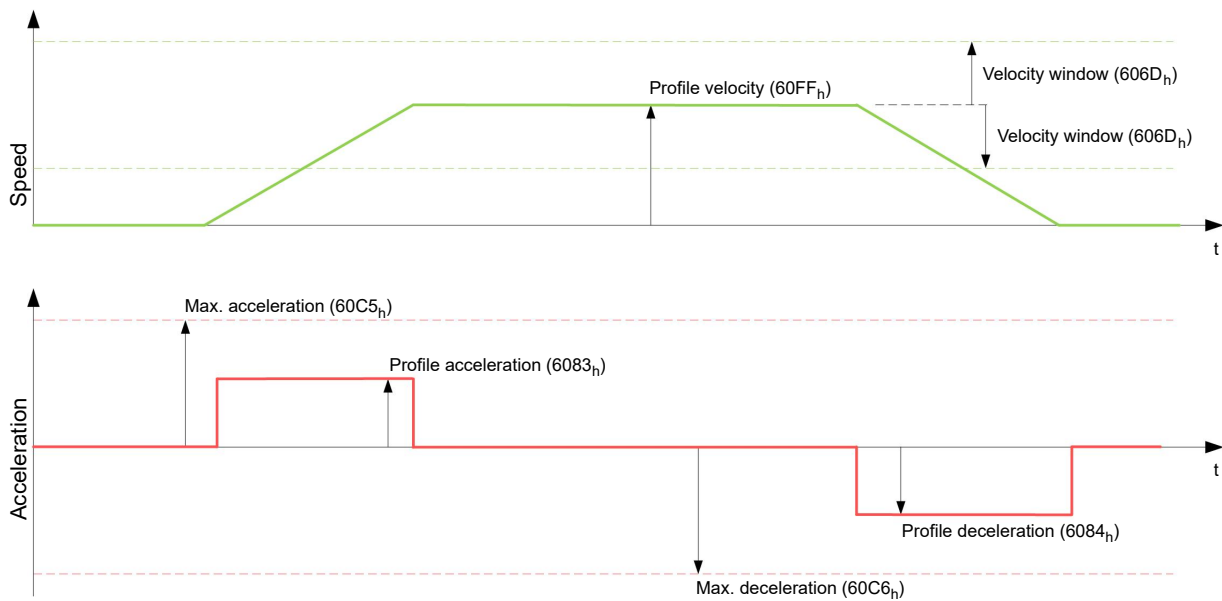 Velocity window (606Dh)
Profile velocity (60FFh)
Velocity window (606Dh)
Speed
t
Max. acceleration (60C5h)
Profile acceleration (6083h)
Acceleration
t
Profile deceleration (6084h)
Max. deceleration (60C6h)